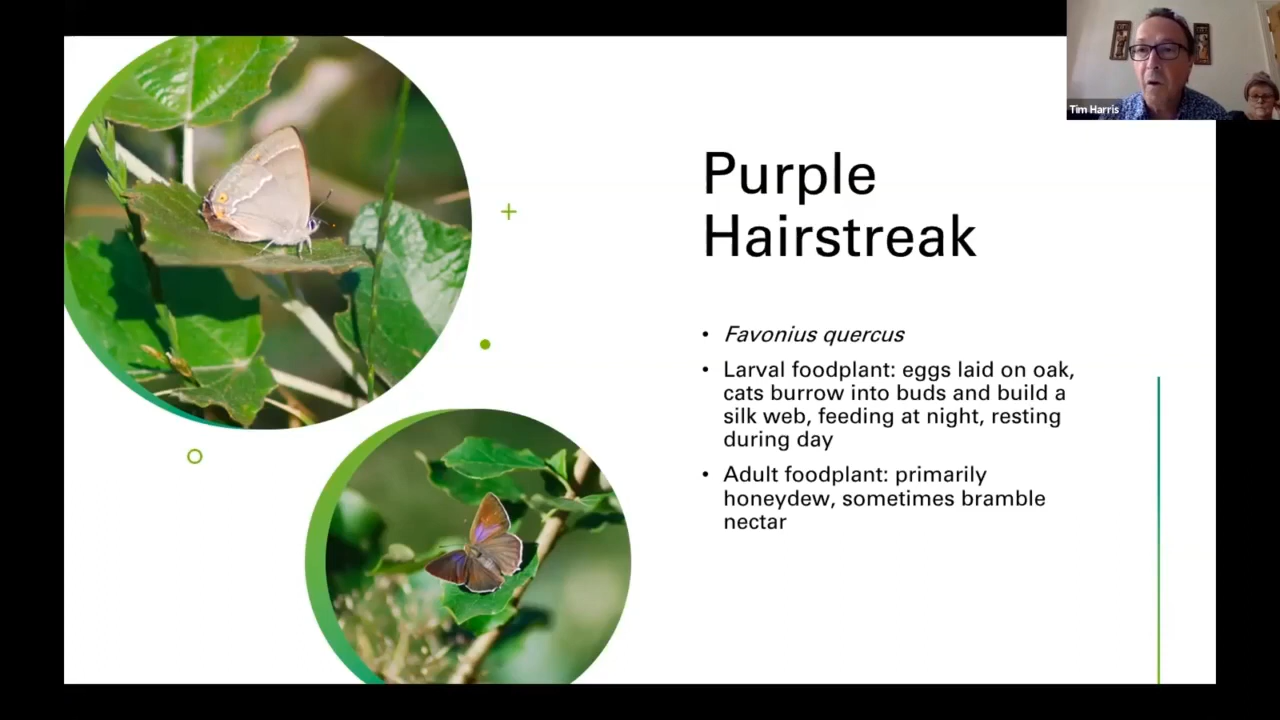 Tim Harris
Purple
Hairstreak
• Favonius quercus
• Larval foodplant: eggs laid on oak,
cats burrow into buds and build a
silk web, feeding at night, resting
during day
• Adult foodplant: primarily
honeydew, sometimes bramble
nectar